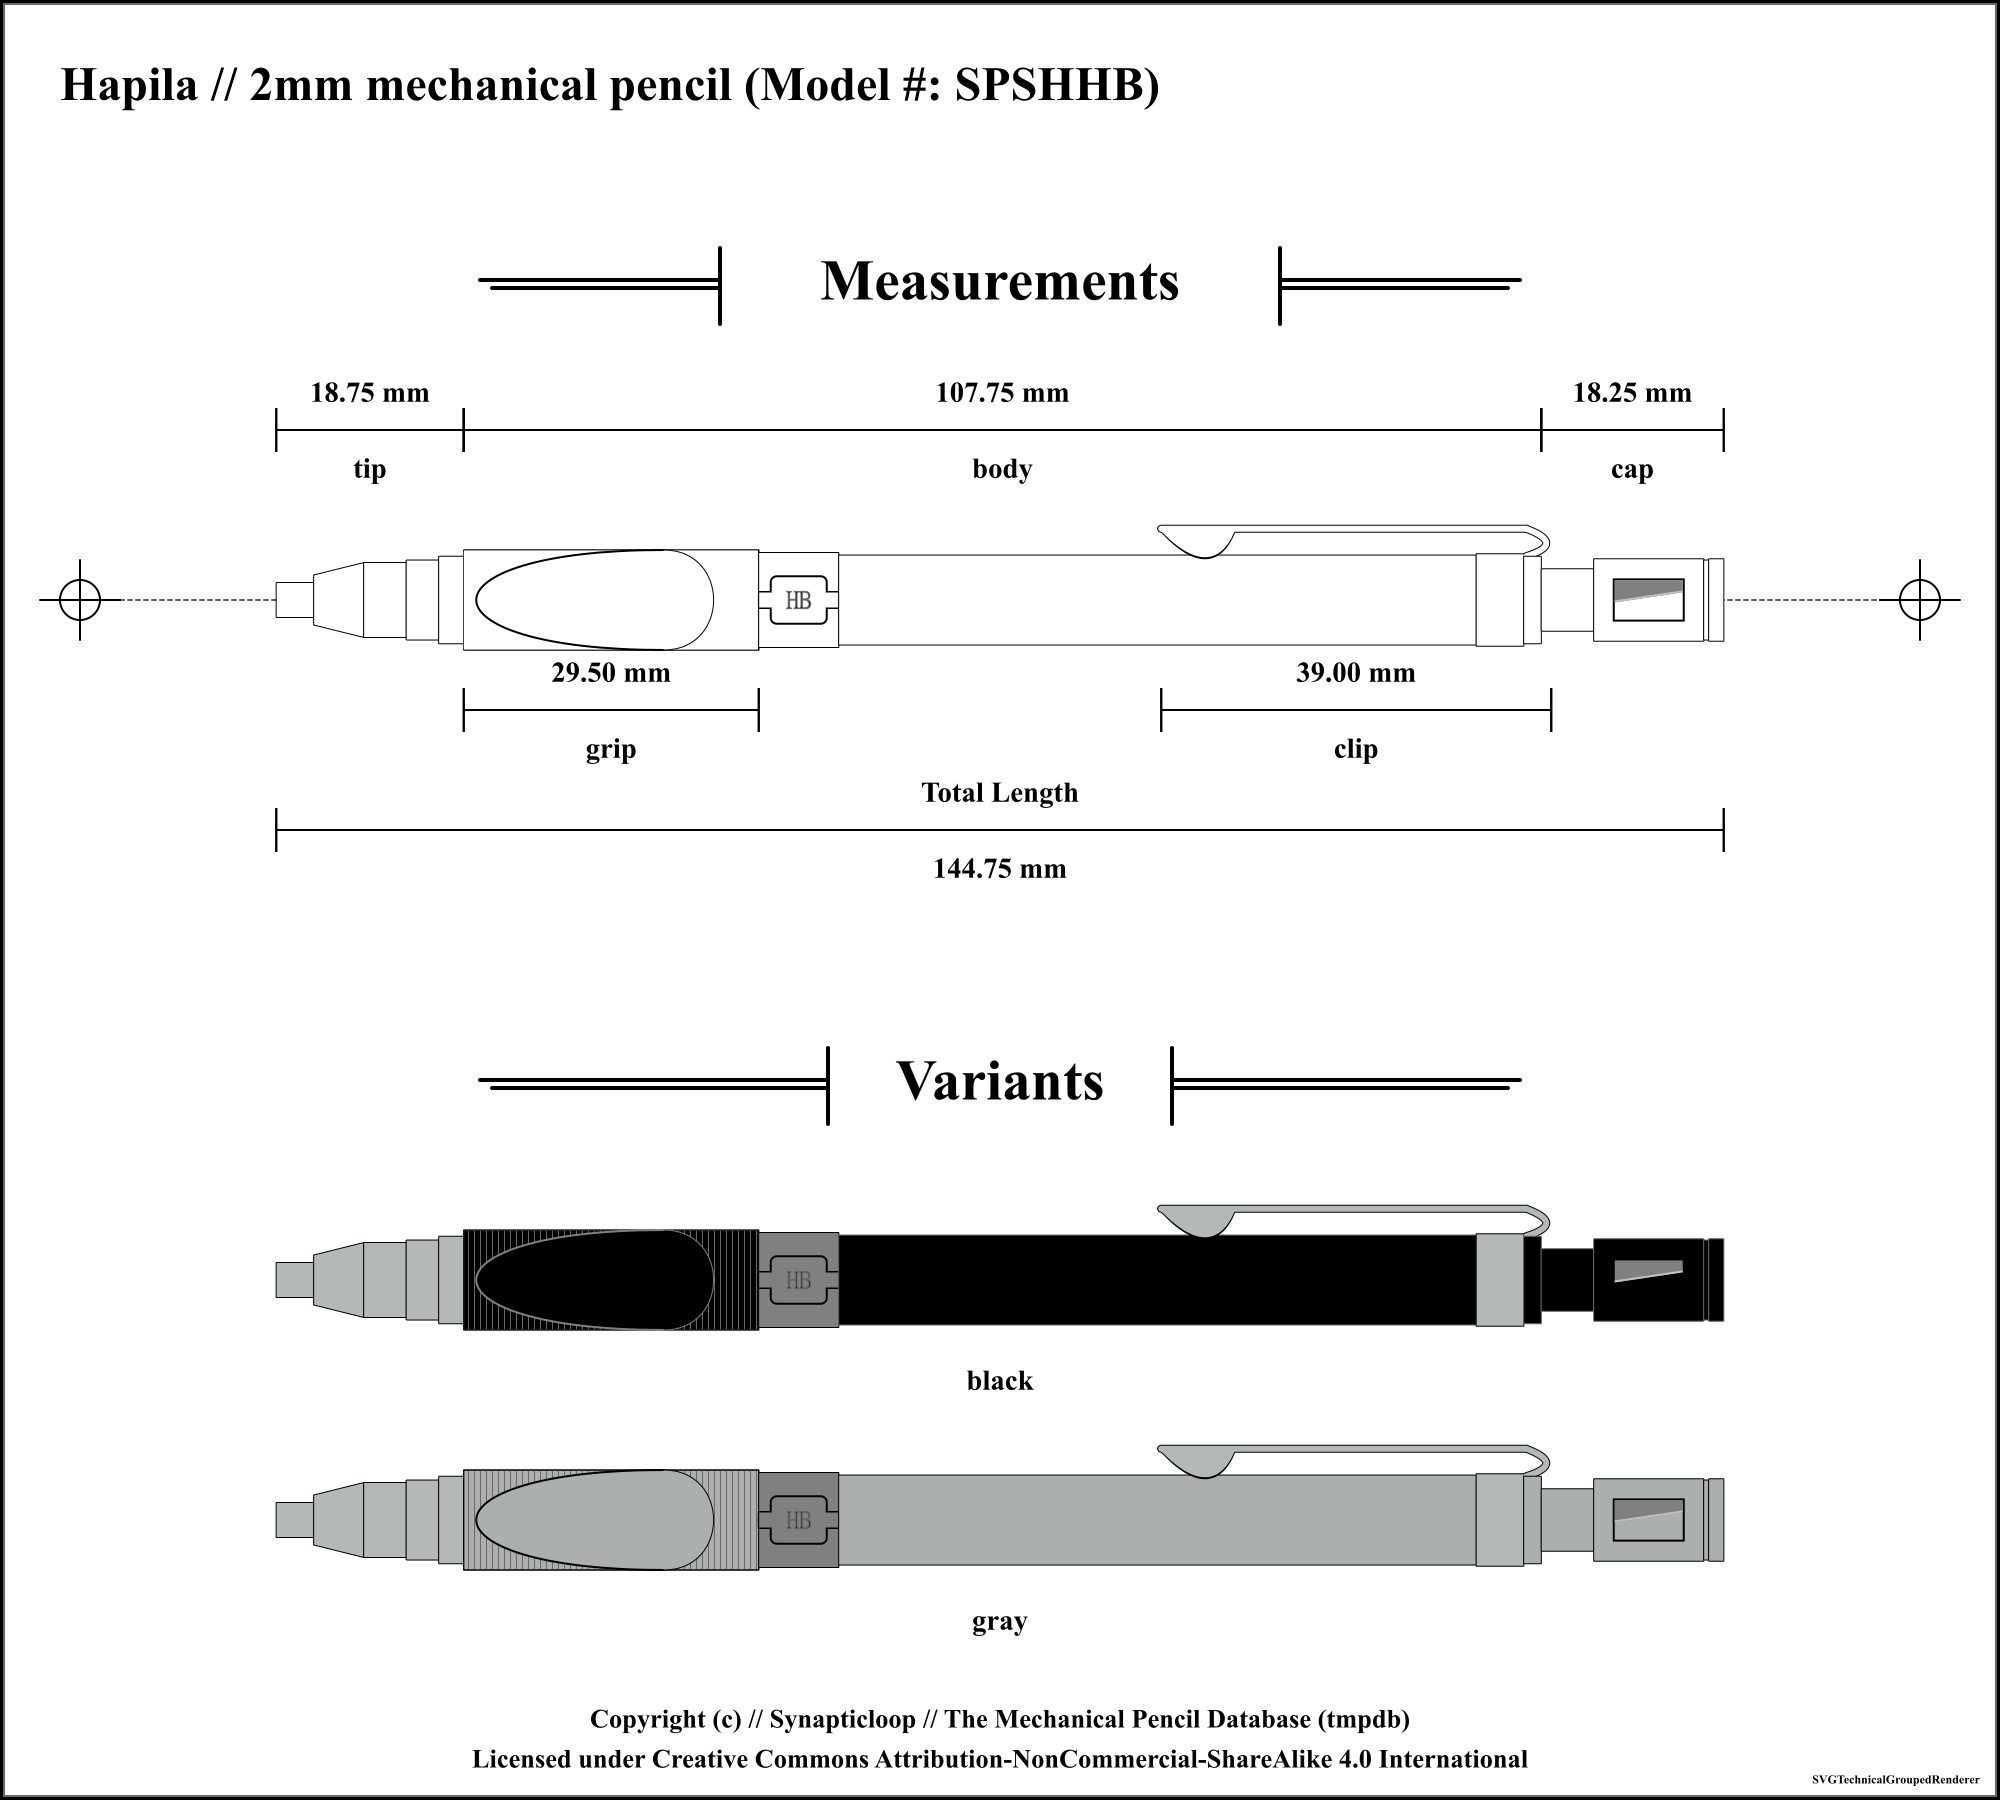 Hapila // 2mm mechanical pencil (Model #: SPSHHB)
Measurements
18.75 mm
107.75 mm
18.25 mm
tip
body
cap
HB
29.50 mm
39.00 mm
grip
clip
Total Length
144.75 mm
Variants
HB
black
HB
gray
Copyright (c) // Synapticloop // The Mechanical Pencil Database (tmpdb)
Licensed under Creative Commons Attribution-NonCommercial-ShareAlike 4.0 International
SVGTechnicalGroupedRenderer